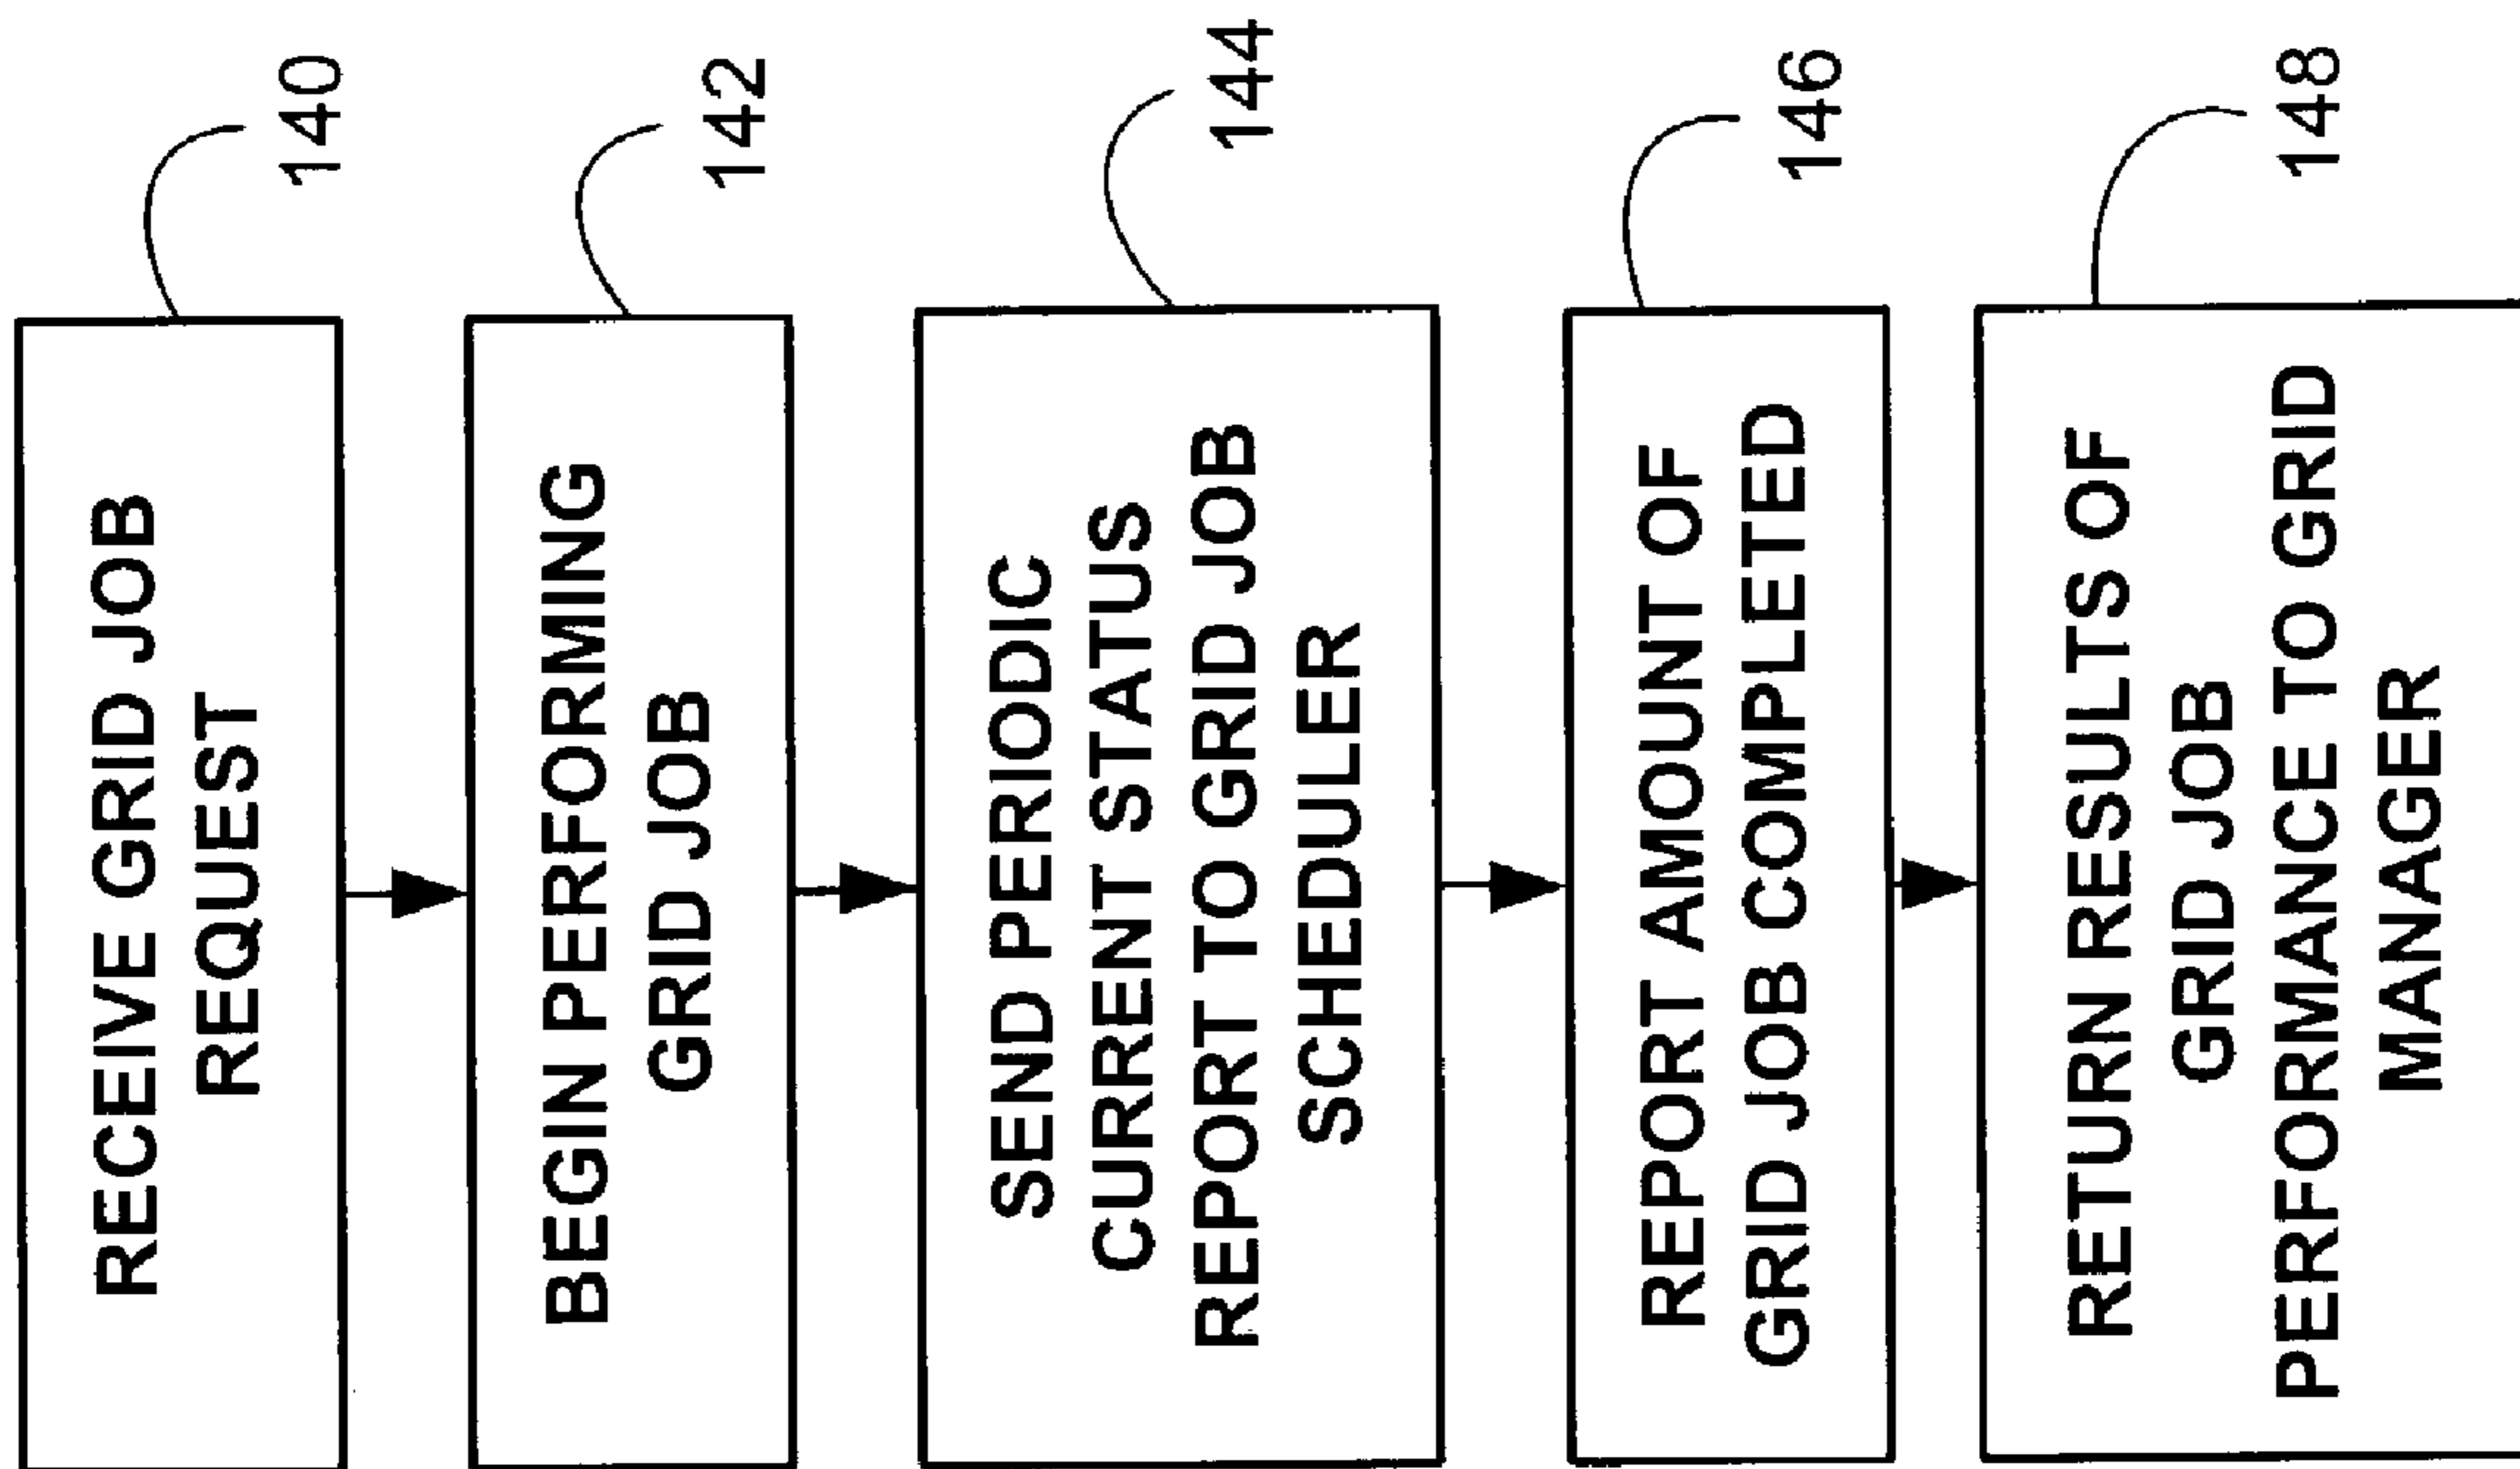 RECEIVE GRID JOB
REQUEST
140
BEGIN PERFORMING
GRID JOB
142
SEND PERIODIC
CURRENT STATUS
REPORT TO GRID JOB
SCHEDULER
144
REPORT AMOUNT OF
GRID JOB COMPLETED
146
RETURN RESULTS OF
GRID JOB
PERFORMANCE TO GRID
MANAGER
148